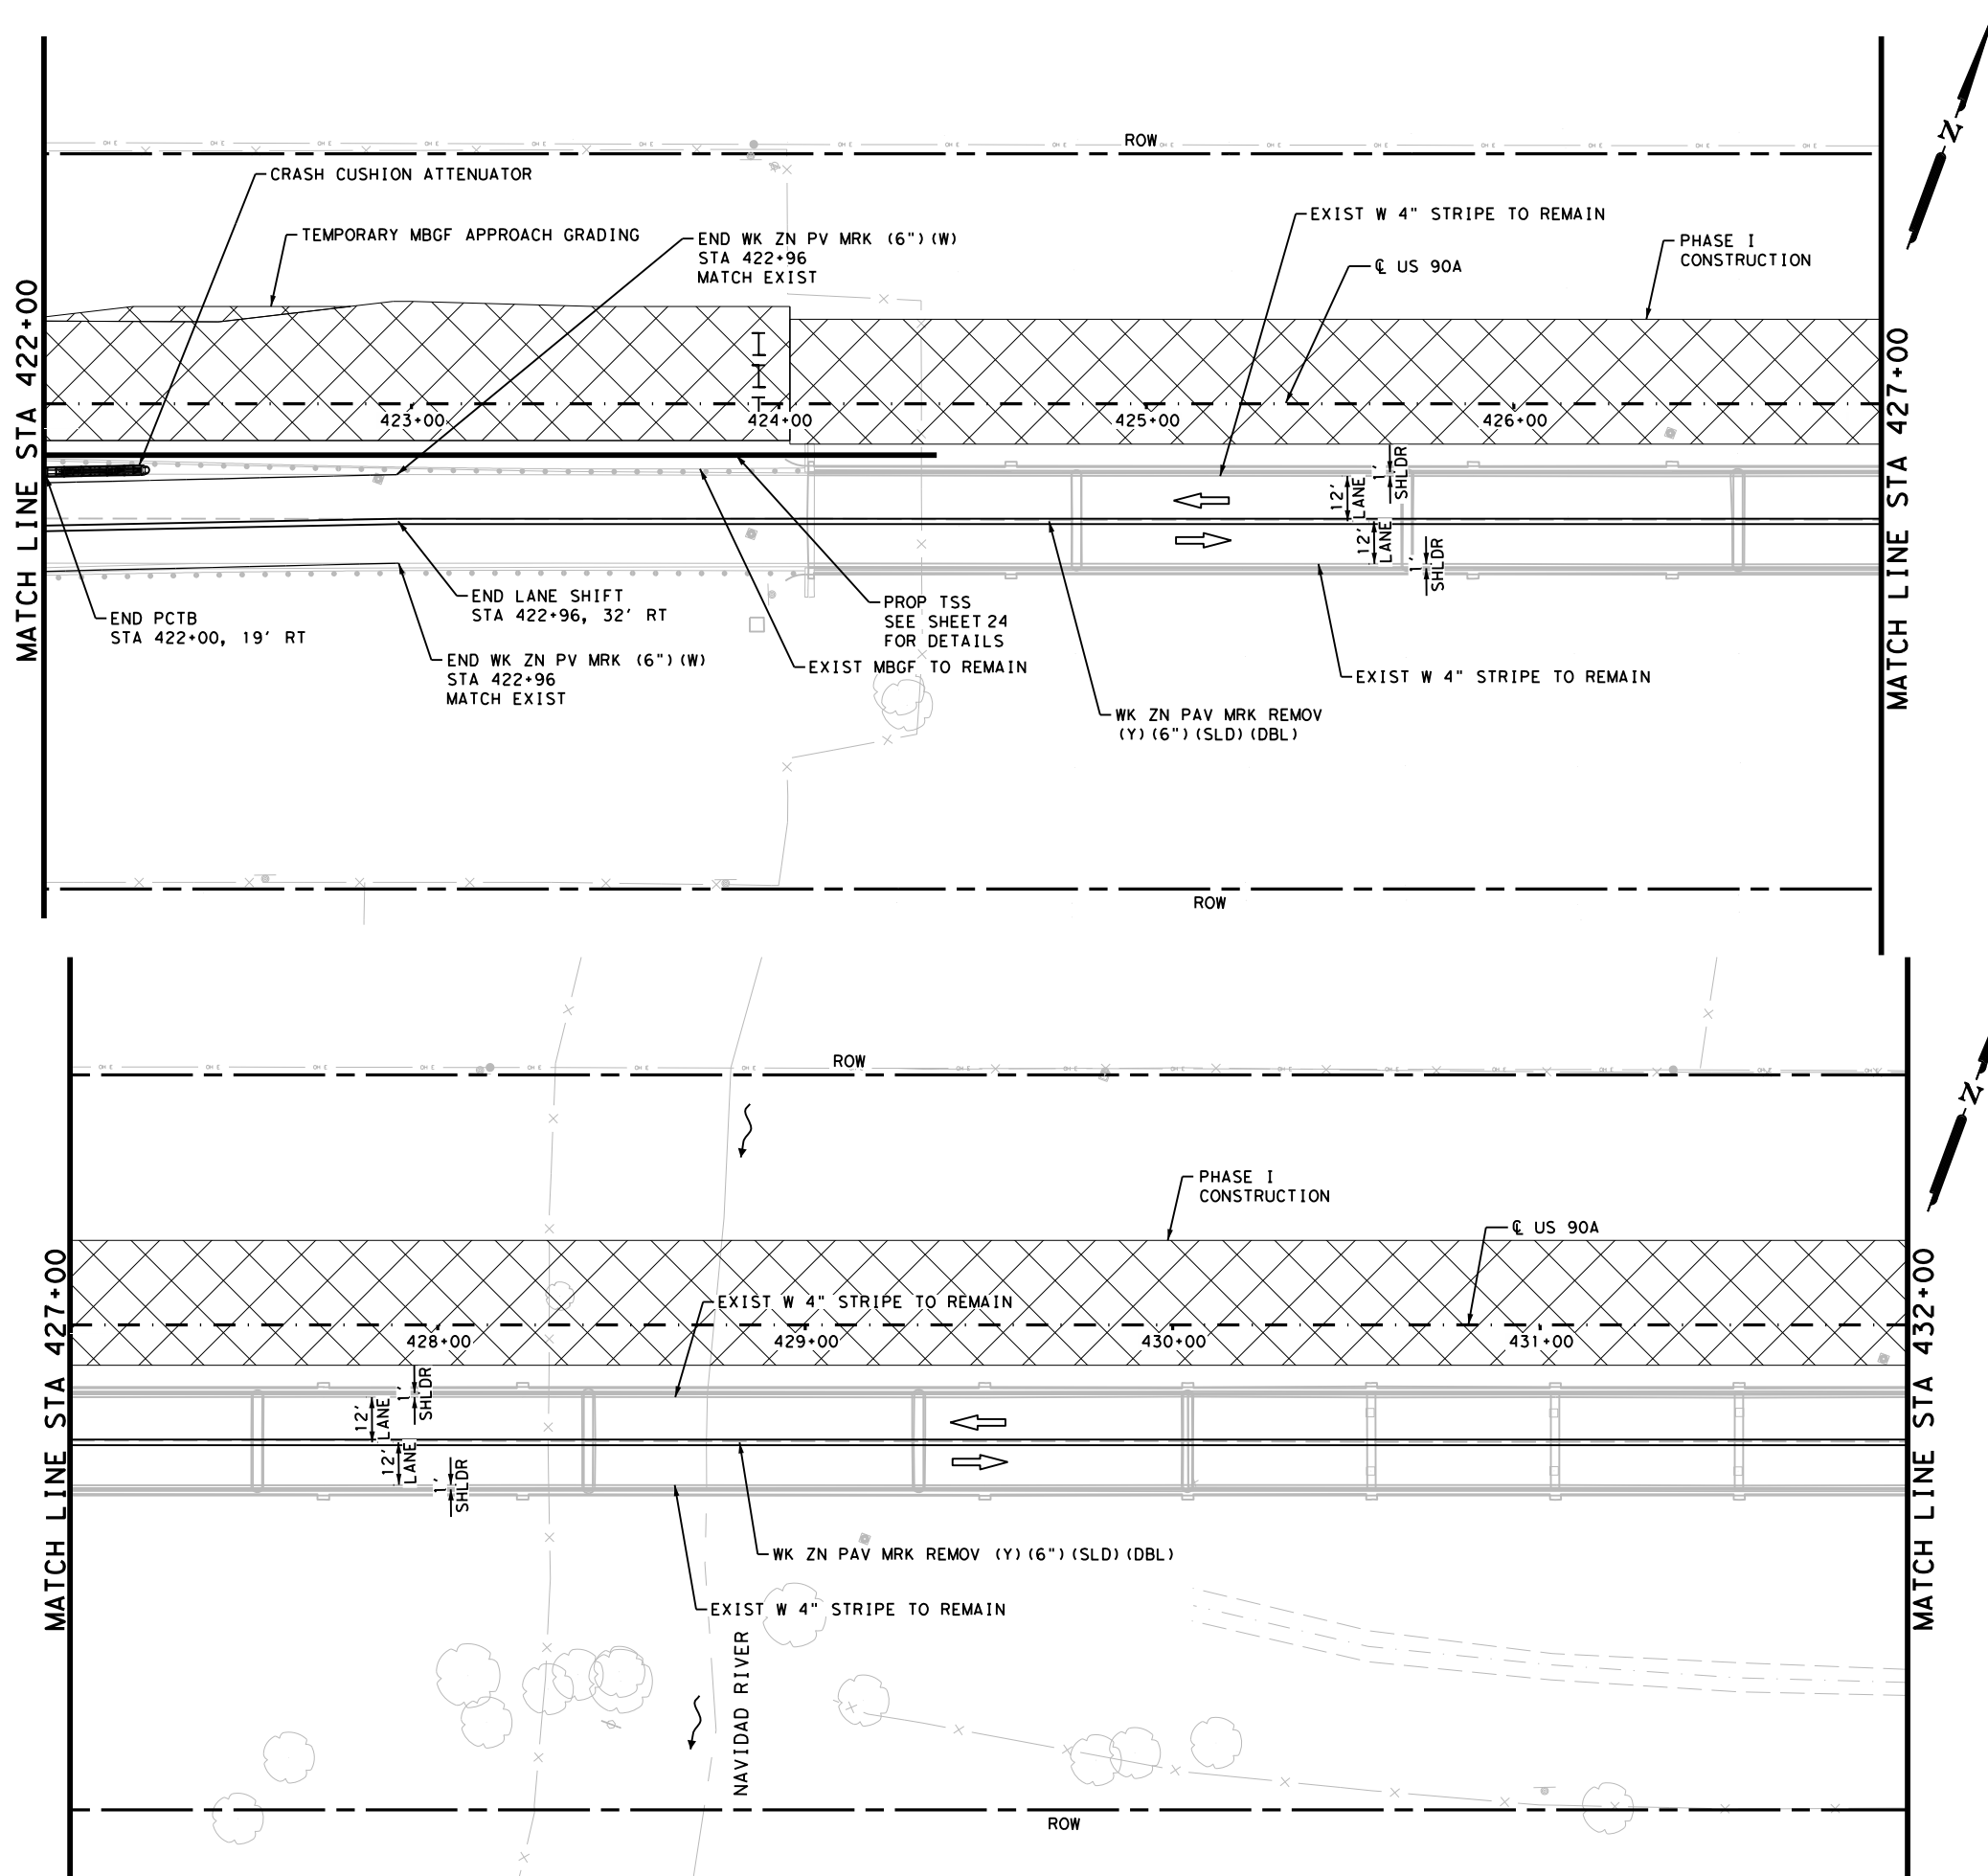 ROW
N
CRASH CUSHION ATTENUATOR
TEMPORARY MBGF APPROACH GRADING
END WK ZN PV MRK (6")(W)
STA 422+96
MATCH EXIST
EXIST W 4" STRIPE TO REMAIN
℄ US 90A
PHASE I
CONSTRUCTION
MATCH LINE STA 422+00
MATCH LINE STA 427+00
423+00
424+00
425+00
426+00
12'
LANE
1'
SHLDR
12'
LANE
1'
SHLDR
END PCTB
STA 422+00, 19' RT
END LANE SHIFT
STA 422+96, 32' RT
END WK ZN PV MRK (6")(W)
STA 422+96
MATCH EXIST
PROP TSS
SEE SHEET 24
FOR DETAILS
EXIST MBGF TO REMAIN
EXIST W 4" STRIPE TO REMAIN
WK ZN PAV MRK REMOV
(Y)(6")(SLD)(DBL)
ROW
ROW
N
PHASE I
CONSTRUCTION
℄ US 90A
MATCH LINE STA 427+00
MATCH LINE STA 432+00
EXIST W 4" STRIPE TO REMAIN
428+00
429+00
430+00
431+00
12'
LANE
1'
SHLDR
12'
LANE
1'
SHLDR
WK ZN PAV MRK REMOV (Y)(6")(SLD)(DBL)
EXIST W 4" STRIPE TO REMAIN
NAVIDAD RIVER
ROW